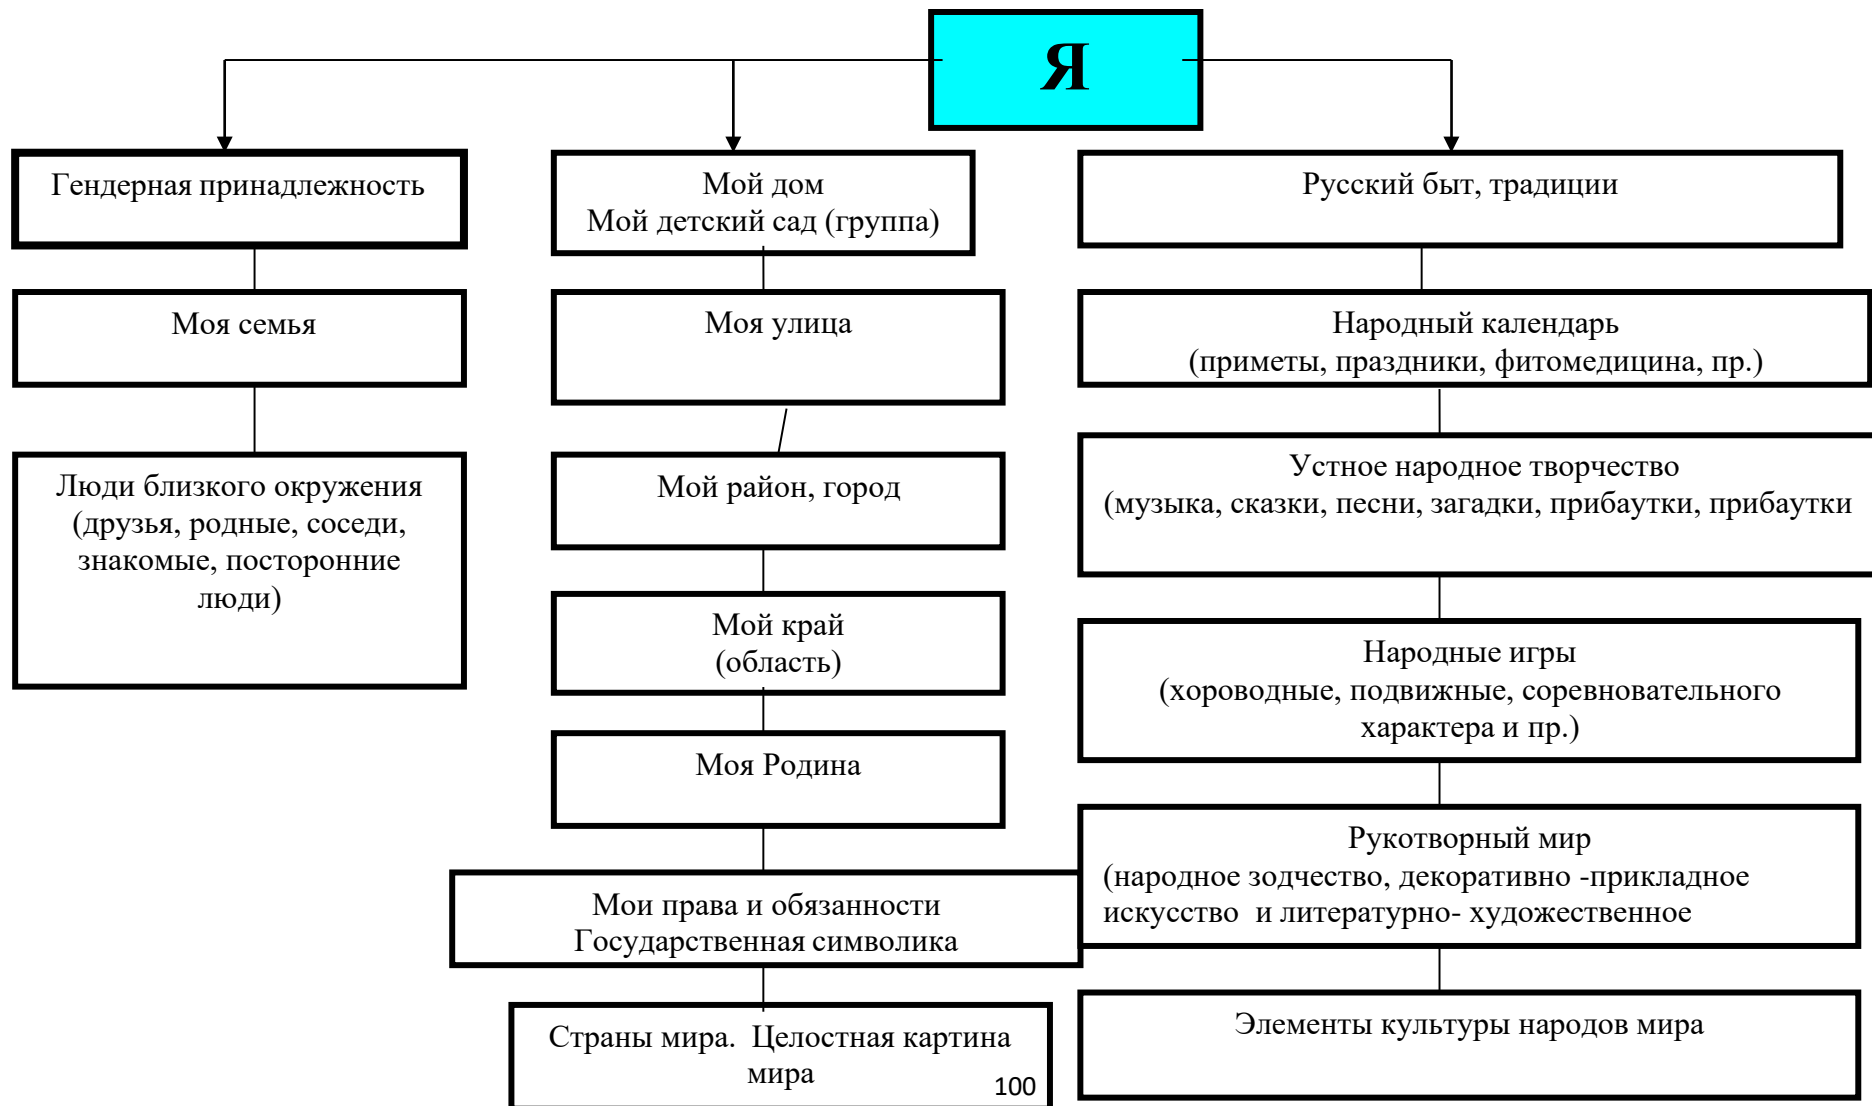 Я
Гендерная принадлежность
Моя семья
Люди близкого окружения
(друзья, родные, соседи,
знакомые, посторонние
люди)
Мой дом
Мой детский сад (группа)
Моя улица
Мой район, город
Мой край
(область)
Моя Родина
Мои права и обязанности
Государственная символика
Страны мира.  Целостная картина
мира
Русский быт, традиции
Народный календарь
(приметы, праздники, фитомедицина, пр.)
Устное народное творчество
(музыка, сказки, песни, загадки, прибаутки, прибаутки
Народные игры
(хороводные, подвижные, соревновательного
характера и пр.)
Рукотворный мир
(народное зодчество, декоративно -прикладное
искусство  и литературно- художественное
Элементы культуры народов мира
100